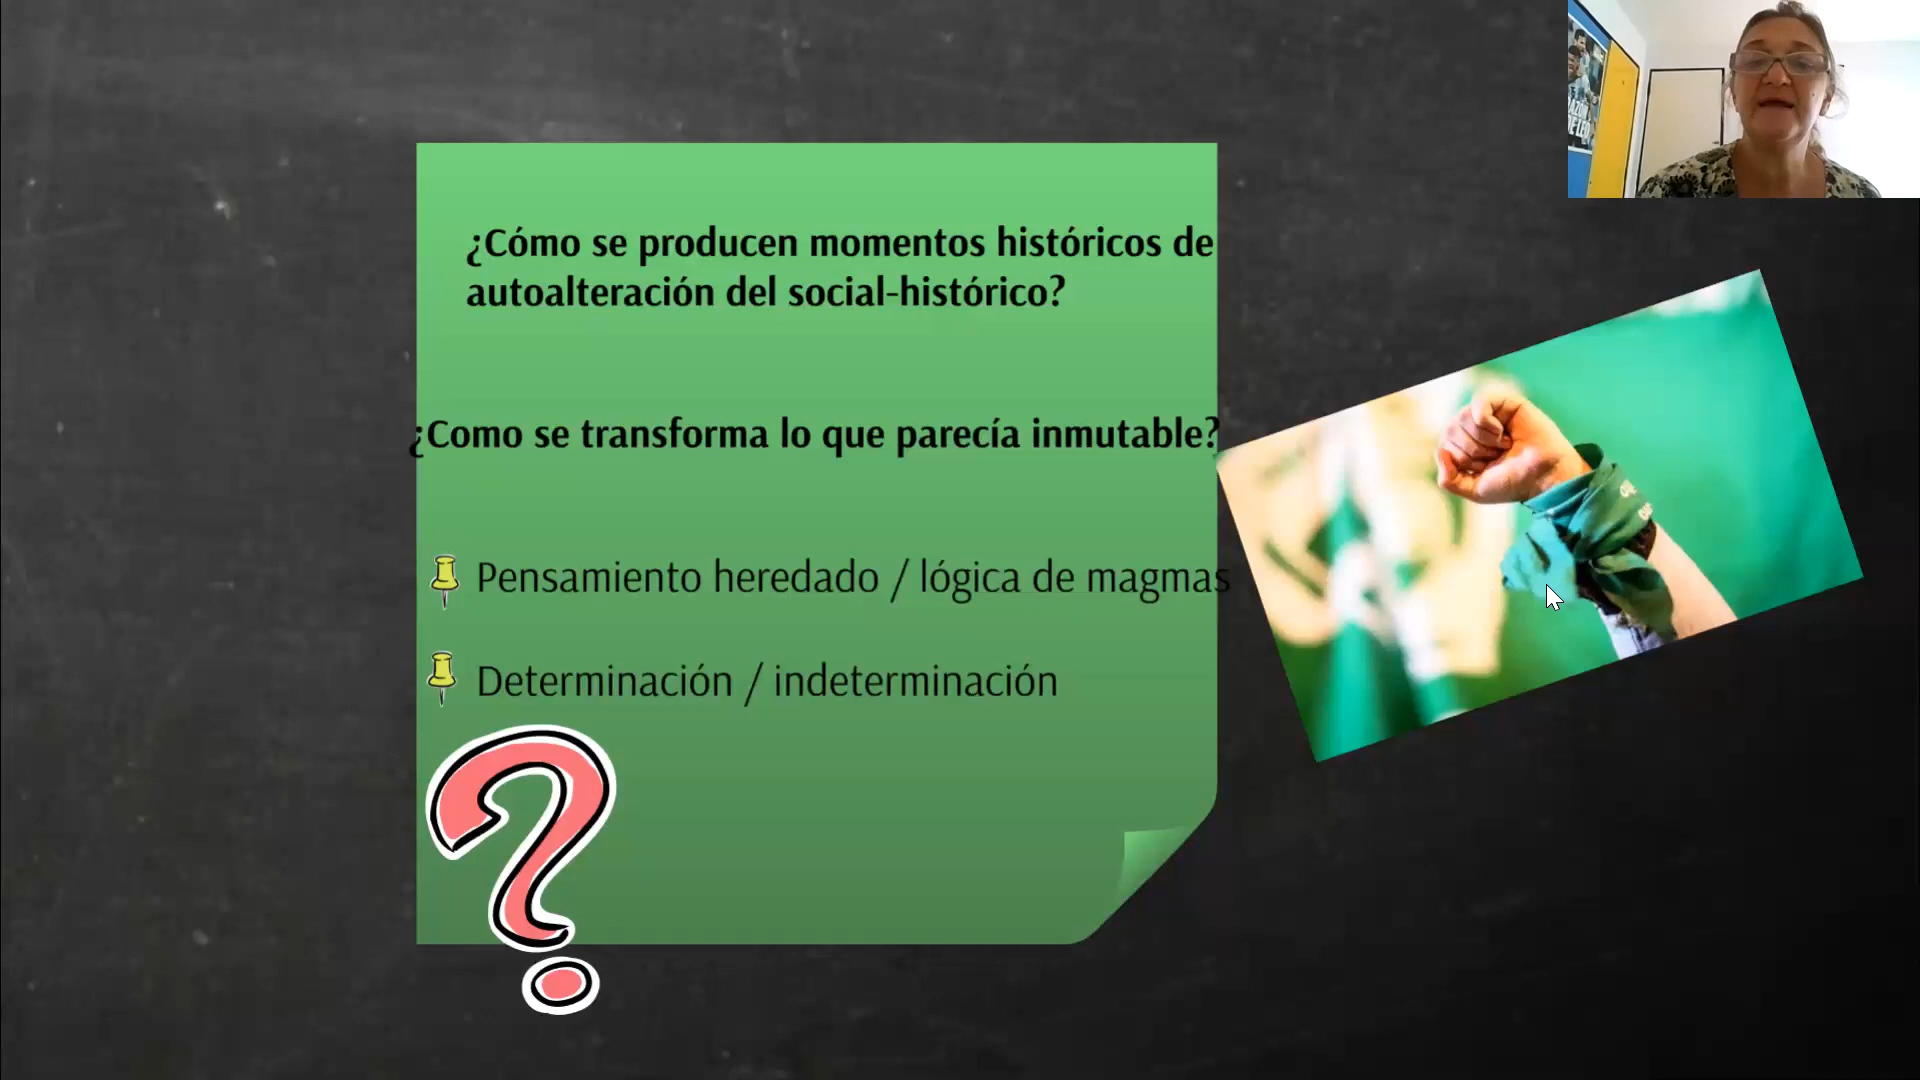 ¿Cómo se producen momentos históricos de
autoalteración del social-histórico?
¿Como se transforma lo que parecía inmutable?
Pensamiento heredado / lógica de magmas
Determinación / indeterminación
?